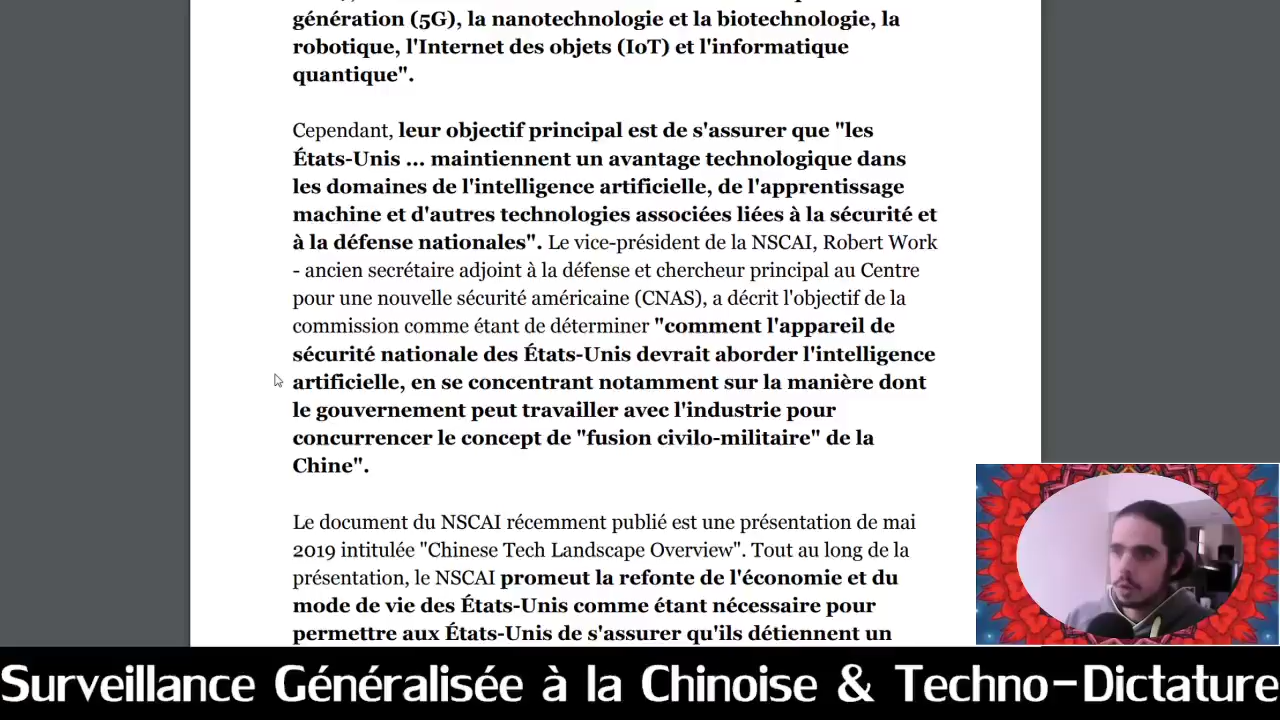 génération (5G), la nanotechnologie et la biotechnologie, la
robotique, l'Internet des objets (IoT) et l'informatique
quantique".
Cependant, leur objectif principal est de s'assurer que "les
États-Unis ... maintiennent un avantage technologique dans
les domaines de l'intelligence artificielle, de l'apprentissage
machine et d'autres technologies associées liées à la sécurité et
à la défense nationales". Le vice-président de la NSCAI, Robert Work
- ancien secrétaire adjoint à la défense et chercheur principal au Centre
pour une nouvelle sécurité américaine (CNAS), a décrit l'objectif de la
commission comme étant de déterminer "comment l'appareil de
sécurité nationale des États-Unis devrait aborder l'intelligence
artificielle, en se concentrant notamment sur la manière dont
le gouvernement peut travailler avec l'industrie pour
concurrencer le concept de "fusion civilo-militaire" de la
Chine".
Le document du NSCAI récemment publié est une présentation de mai
2019 intitulée "Chinese Tech Landscape Overview". Tout au long de la
présentation, le NSCAI promeut la refonte de l'économie et du
mode de vie des États-Unis comme étant nécessaire pour
permettre aux États-Unis de s'assurer qu'ils détiennent un
Surveillance Généralisée à la Chinoise & Techno-Dictature